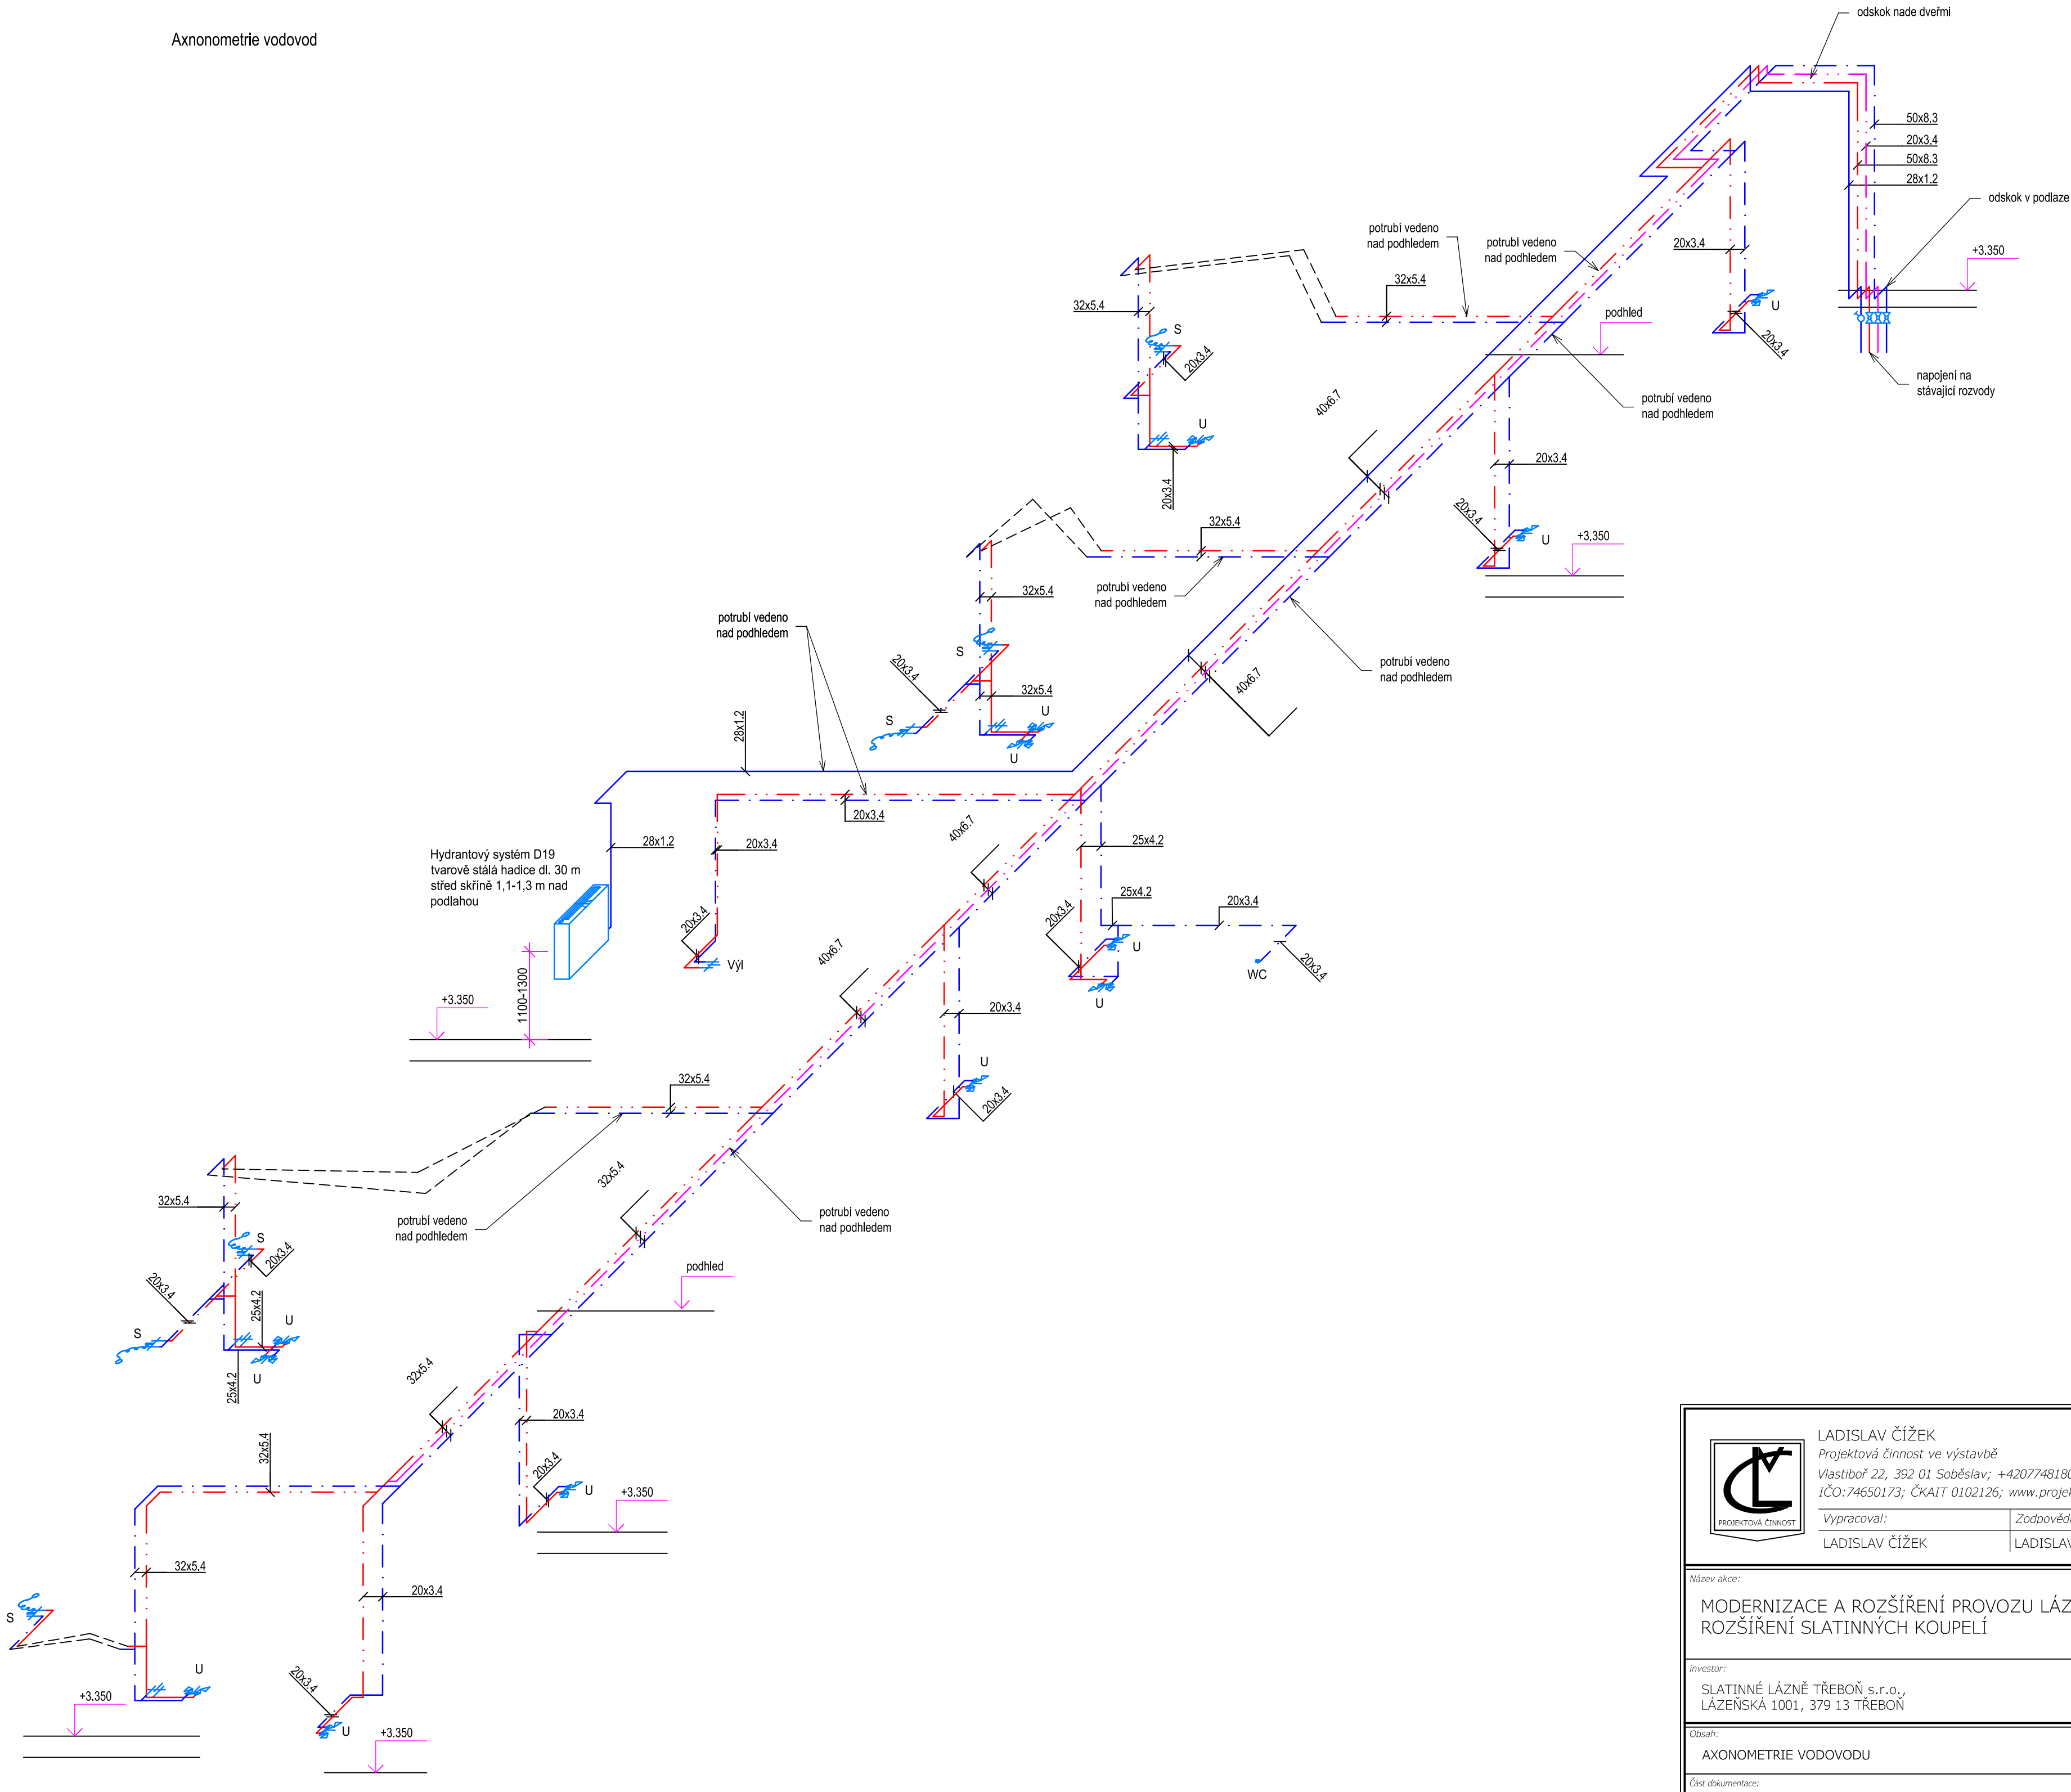 Axnonometrie vodovod
odskok nade dveřmi
50x8.3
20x3.4
50x8.3
28x1.2
odskok v podlaze
+3.350
20x3.4
U
20x3.4
napojení na
stávající rozvody
potrubí vedeno
nad podhledem
potrubí vedeno
nad podhledem
32x5.4
podhled
32x5.4
S
20x3.4
U
20x3.4
potrubí vedeno
nad podhledem
40x6.7
20x3.4
20x3.4
U
+3.350
32x5.4
potrubí vedeno
nad podhledem
32x5.4
potrubí vedeno
nad podhledem
S
20x3.4
32x5.4
S
U
U
potrubí vedeno
nad podhledem
40x6.7
28x1.2
20x3.4
28x1.2
20x3.4
40x6.7
25x4.2
Hydrantový systém D19
tvarově stálá hadice dl. 30 m
střed skříně 1,1-1,3 m nad
podlahou
25x4.2
20x3.4
20x3.4
20x3.4
U
WC
20x3.4
U
Výl
40x6.7
1100-1300
+3.350
20x3.4
U
20x3.4
32x5.4
32x5.4
potrubí vedeno
nad podhledem
potrubí vedeno
nad podhledem
32x5.4
S
20x3.4
20x3.4
25x4.2
S
U
U
25x4.2
podhled
32x5.4
20x3.4
20x3.4
U
+3.350
32x5.4
32x5.4
20x3.4
S
U
+3.350
20x3.4
U
+3.350
PROJEKTOVÁ ČINNOST
LADISLAV ČÍŽEK
Projektová činnost ve výstavbě
Vlastiboř 22, 392 01 Soběslav; +4207748180
IČO:74650173; ČKAIT 0102126; www.projek
Vypracoval: Zodpověd
LADISLAV ČÍŽEK LADISLAV
Název akce:
MODERNIZACE A ROZŠÍŘENÍ PROVOZU LÁZ
ROZŠÍŘENÍ SLATINNÝCH KOUPELÍ
investor:
SLATINNÉ LÁZNĚ TŘEBOŇ s.r.o.,
LÁZEŇSKÁ 1001, 379 13 TŘEBOŇ
Obsah:
AXONOMETRIE VODOVODU
Část dokumentace: